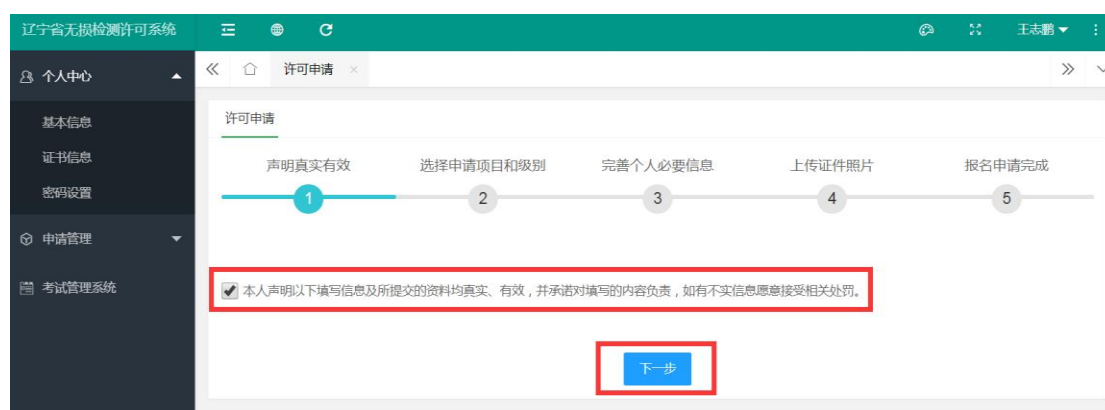 辽宁省无损检测许可系统
王志鹏
个人中心
许可申请
基本信息
证书信息
密码设置
申请管理
考试管理系统
许可申请
声明真实有效 选择申请项目和级别 完善个人必要信息 上传证件照片 报名申请完成
1 2 3 4 5
本人声明以下填写信息及所提交的资料均真实、有效，并承诺对填写的内容负责，如有不实信息愿意接受相关处罚。
下一步